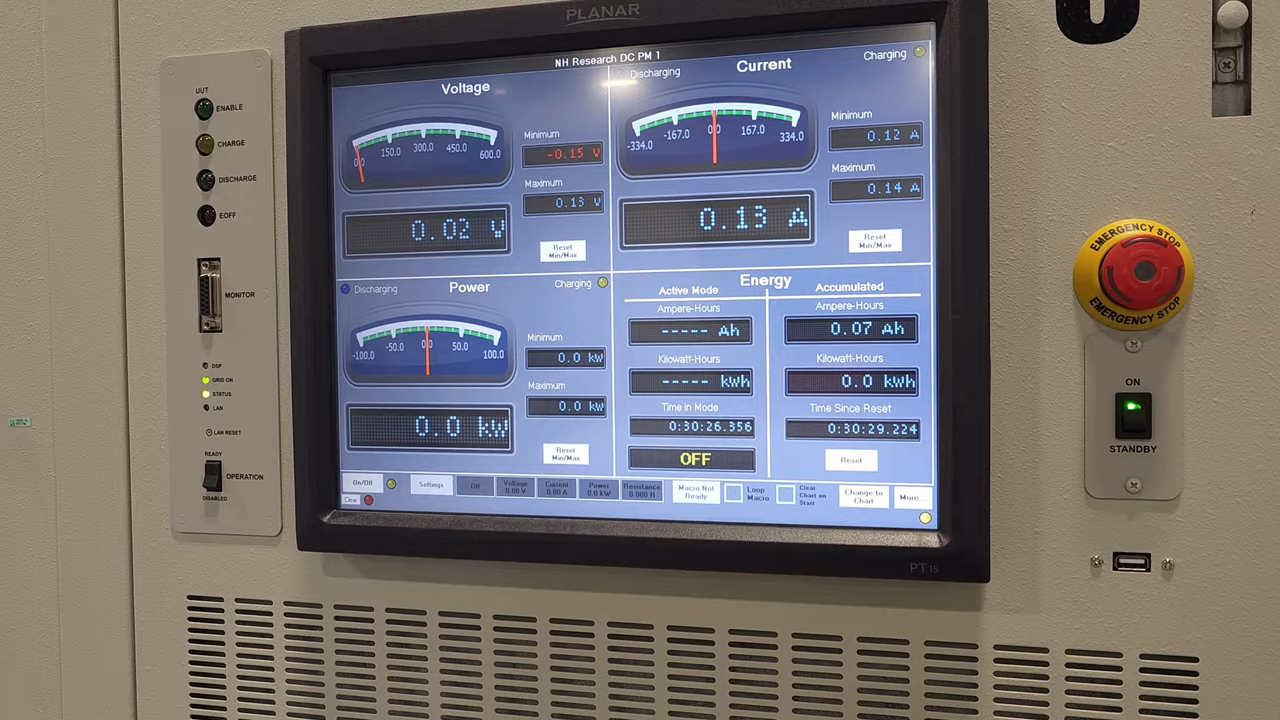 PLANAR
NH Research DC PM 1
UUT
ENABLE
CHARGE
DISCHARGE
EOFF
MONITOR
DSP
GRID ON
STATUS
LAN
LAN RESET
READY
OPERATION
DISABLED
Voltage
0.0 150.0 300.0 450.0 600.0
Minimum
-0.15 V
Maximum
0.13 V
0.02 V
Reset
Min/Max
Discharging
Current
Charging
-334.0 -167.0 0.0 167.0 334.0
Minimum
0.12 A
Maximum
0.14 A
0.13 A
Reset
Min/Max
Discharging
Power
Charging
-100.0 -50.0 0.0 50.0 100.0
Minimum
0.0 kW
Maximum
0.0 kW
0.0 kW
Reset
Min/Max
Energy
Active Mode
Accumulated
Ampere-Hours
----- Ah
Kilowatt-Hours
----- kWh
Time in Mode
0:30:26.356
OFF
Ampere-Hours
0.07 Ah
Kilowatt-Hours
0.0 kWh
Time Since Reset
0:30:29.224
Reset
On/Off
Clear
Settings
Off
Voltage
0.00 V
Current
0.00 A
Power
0.0 kW
Resistance
0.000 R
Macro Not
Ready
Loop
Macro
Clear
Chart on
Start
Change to
Chart
More...
PT15
0
EMERGENCY STOP
EMERGENCY STOP
ON
STANDBY